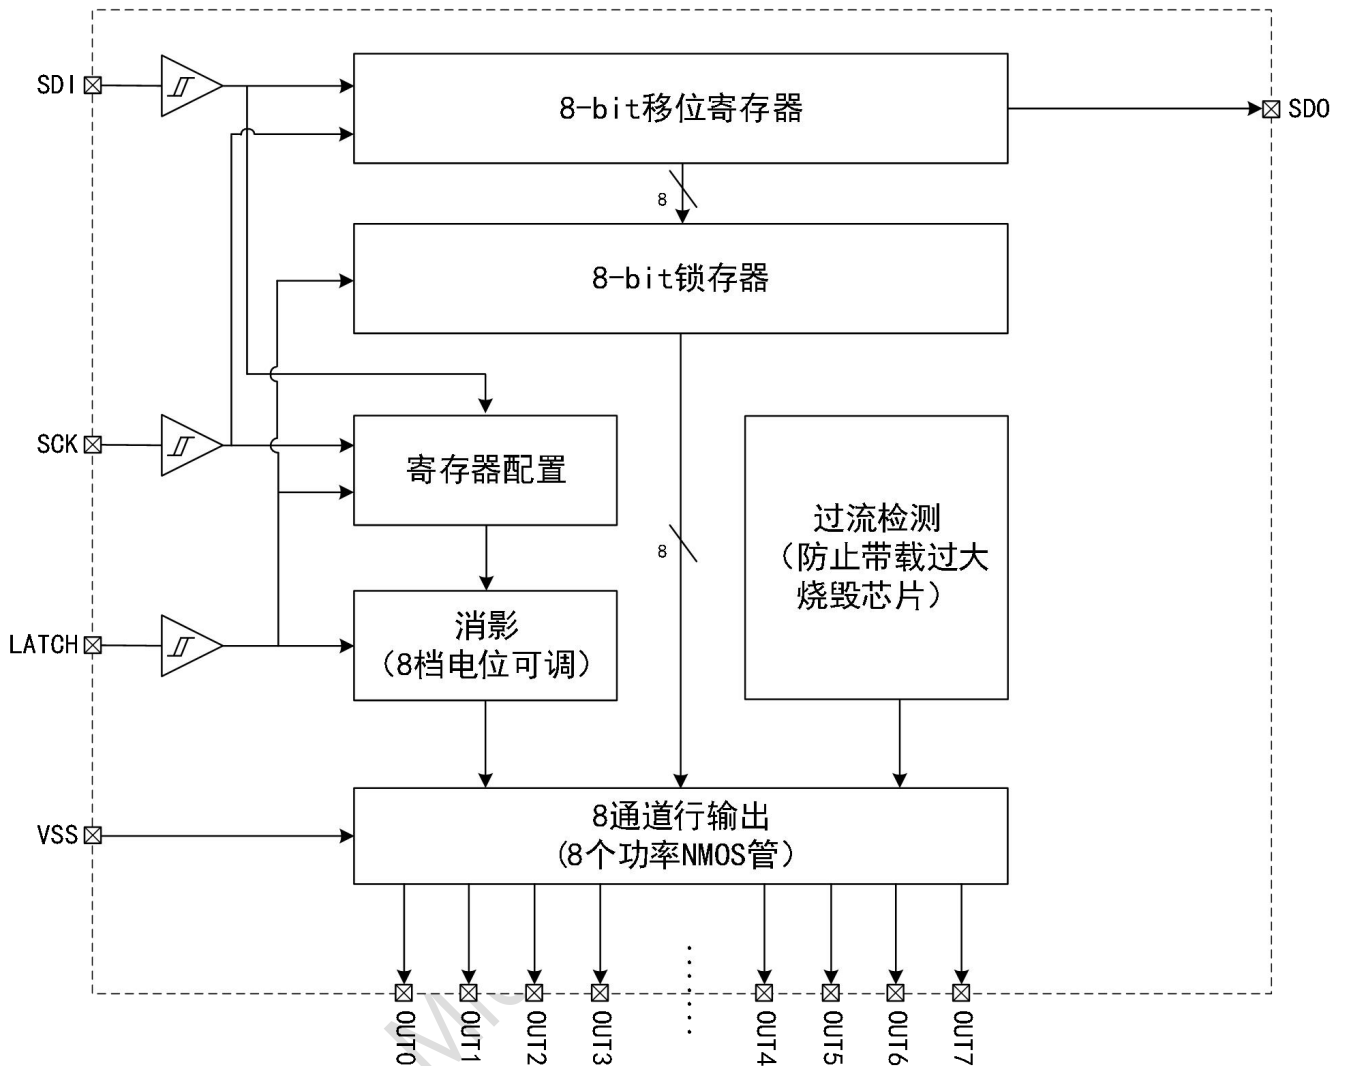 SDI
8-bit移位寄存器
SDO
8
8-bit锁存器
SCK
寄存器配置
过流检测
（防止带载过大
烧毁芯片）
8
LATCH
消影
（8档电位可调）
VSS
8通道行输出
（8个功率NMOS管）
OUT0
OUT1
OUT2
OUT3
OUT4
OUT5
OUT6
OUT7